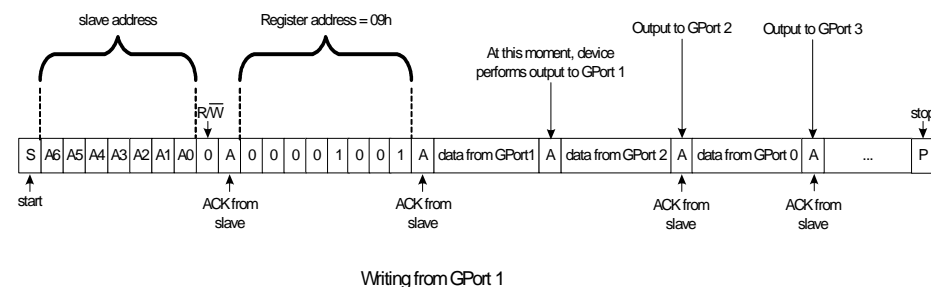 slave address
Register address = 09h
Output to GPort 2
Output to GPort 3
At this moment, device
performs output to GPort 1
R/W
stop
S A6 A5 A4 A3 A2 A1 A0 0 A 0 0 0 0 1 0 0 1 A data from GPort1 A data from GPort 2 A data from GPort 0 A ... P
start
ACK from
slave
ACK from
slave
ACK from
slave
ACK from
slave
Writing from GPort 1